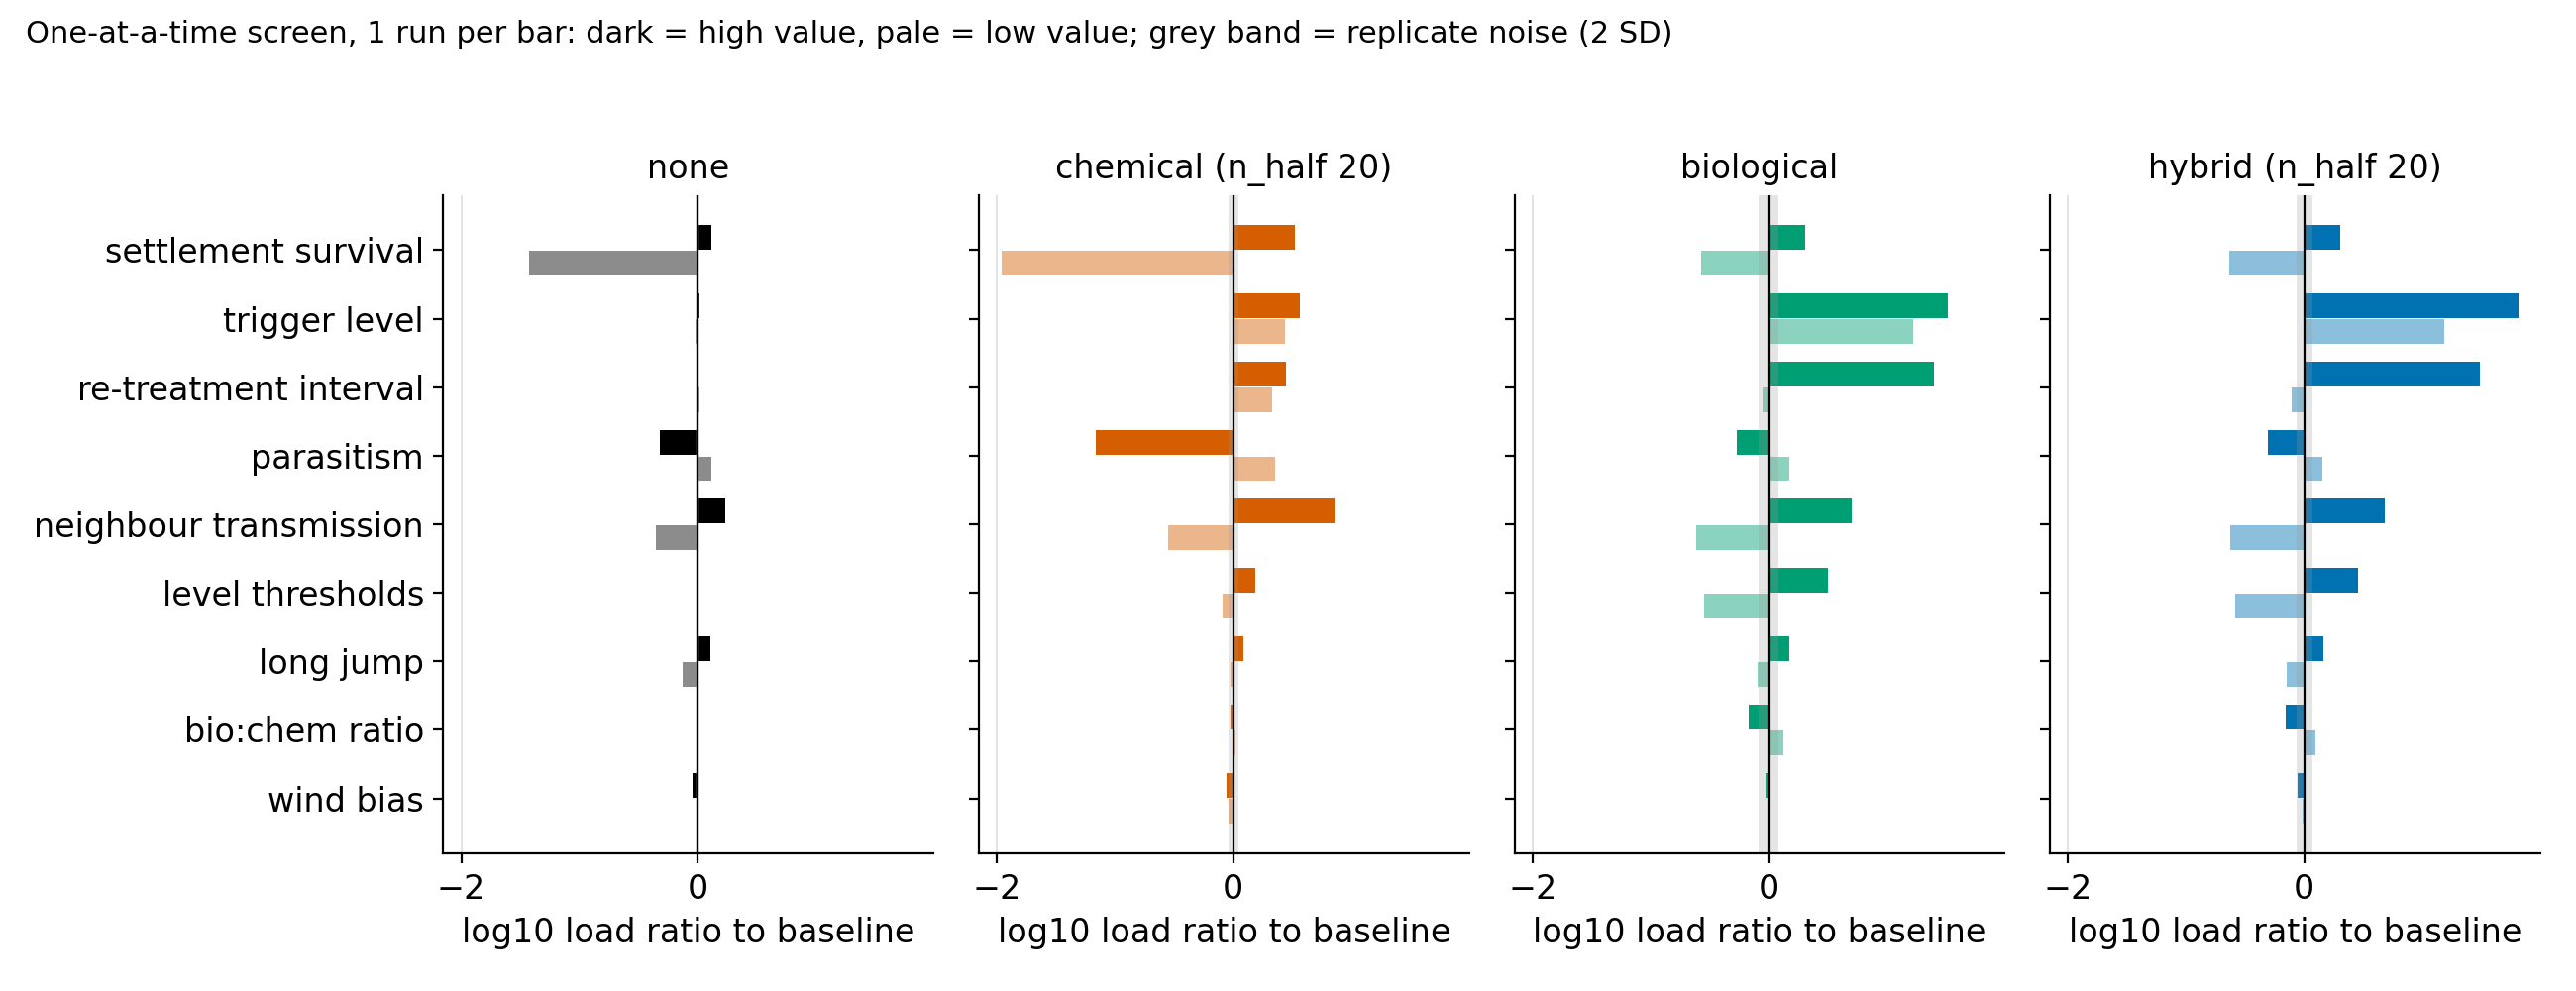 One-at-a-time screen, 1 run per bar: dark = high value, pale = low value; grey band = replicate noise (2 SD)
none
chemical (n_half 20)
biological
hybrid (n_half 20)
settlement survival
trigger level
re-treatment interval
parasitism
neighbour transmission
level thresholds
long jump
bio:chem ratio
wind bias
−2 0
−2 0
−2 0
−2 0
log10 load ratio to baseline
log10 load ratio to baseline
log10 load ratio to baseline
log10 load ratio to baseline